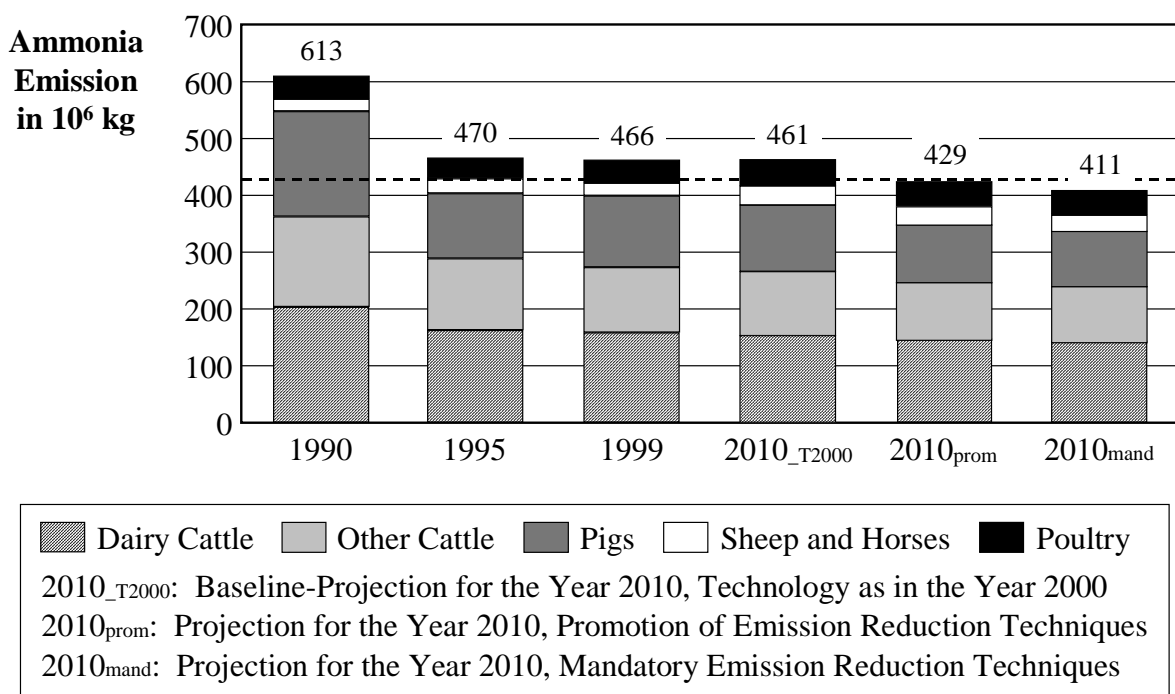 Ammonia
Emission
in 10⁶ kg
700
600
500
400
300
200
100
0
613
470
466
461
429
411
1990
1995
1999
2010_T2000
2010prom
2010mand
Dairy Cattle Other Cattle Pigs Sheep and Horses Poultry
2010_T2000: Baseline-Projection for the Year 2010, Technology as in the Year 2000
2010prom: Projection for the Year 2010, Promotion of Emission Reduction Techniques
2010mand: Projection for the Year 2010, Mandatory Emission Reduction Techniques